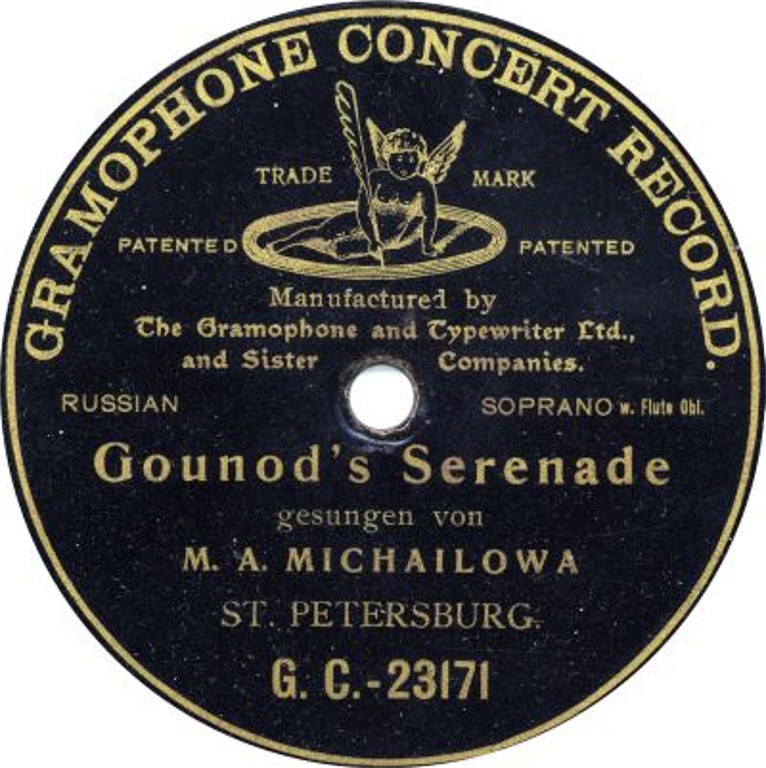 GRAMOPHONE CONCERT RECORD.
TRADE MARK
PATENTED PATENTED
Manufactured by
The Gramophone and Typewriter Ltd.,
and Sister Companies.
RUSSIAN SOPRANO w. Flute Obl.
Gounod's Serenade
gesungen von
M. A. MICHAILOWA
ST. PETERSBURG.
G. C.-23171